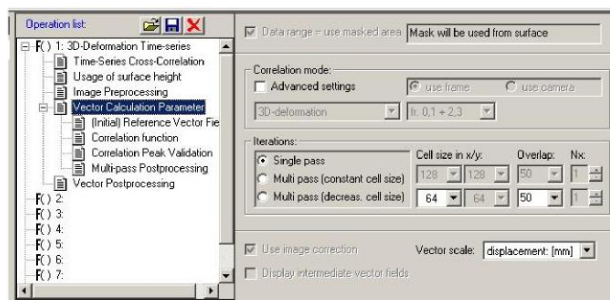 Operation list:
F( ) 1: 3D-Deformation Time-series
Time-Series Cross-Correlation
Usage of surface height
Image Preprocessing
Vector Calculation Parameter
(Initial) Reference Vector Fie
Correlation function
Correlation Peak Validation
Multi-pass Postprocessing
Vector Postprocessing
F( ) 2:
F( ) 3:
F( ) 4:
F( ) 5:
F( ) 6:
F( ) 7:
Data range = use masked area Mask will be used from surface
Correlation mode:
Advanced settings use frame use camera
3D-deformation fr. 0,1 + 2,3
Iterations:
Cell size in x/y: Overlap: Nx:
Single pass 128 128 50 1
Multi pass (constant cell size)
Multi pass (decreas. cell size) 64 64 50 1
Use image correction Vector scale: displacement: [mm]
Display intermediate vector fields